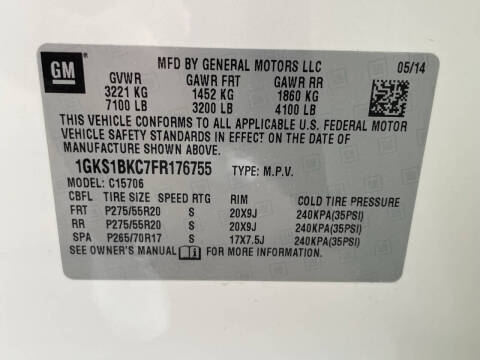 GM
MFD BY GENERAL MOTORS LLC 05/14
GVWR GAWR FRT GAWR RR
3221 KG 1452 KG 1860 KG
7100 LB 3200 LB 4100 LB
THIS VEHICLE CONFORMS TO ALL APPLICABLE U.S. FEDERAL MOTOR
VEHICLE SAFETY STANDARDS IN EFFECT ON THE DATE OF
MANUFACTURE SHOWN ABOVE.
1GKS1BKC7FR176755 TYPE: M.P.V.
MODEL: C15706
CBFL TIRE SIZE SPEED RTG RIM COLD TIRE PRESSURE
FRT P275/55R20 S 20X9J 240KPA(35PSI)
RR P275/55R20 S 20X9J 240KPA(35PSI)
SPA P265/70R17 S 17X7.5J 240KPA(35PSI)
SEE OWNER'S MANUAL FOR MORE INFORMATION.